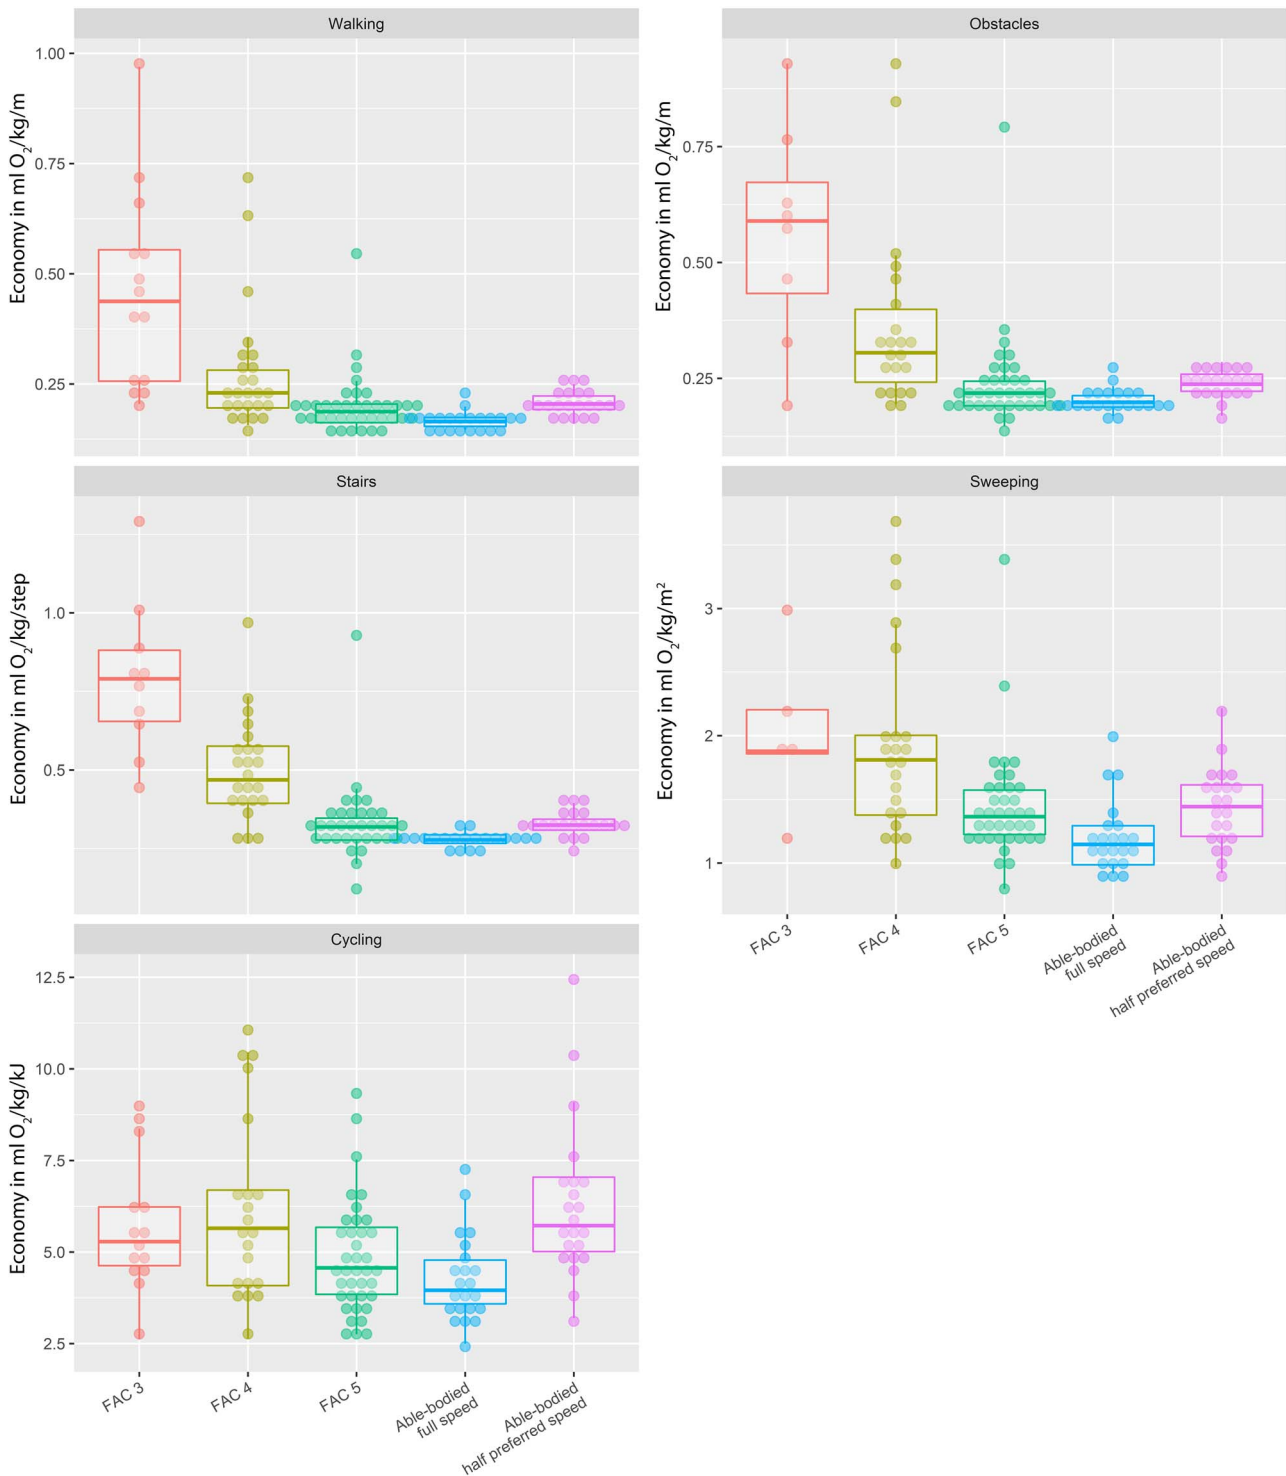 Walking
Economy in ml O₂/kg/m
1.00
0.75
0.50
0.25
Obstacles
Economy in ml O₂/kg/m
0.75
0.50
0.25
Stairs
Economy in ml O₂/kg/step
1.0
0.5
Sweeping
Economy in ml O₂/kg/m²
3
2
1
FAC 3
FAC 4
FAC 5
Able-bodied
full speed
Able-bodied
half preferred speed
Cycling
Economy in ml O₂/kg/kJ
12.5
10.0
7.5
5.0
2.5
FAC 3
FAC 4
FAC 5
Able-bodied
full speed
Able-bodied
half preferred speed